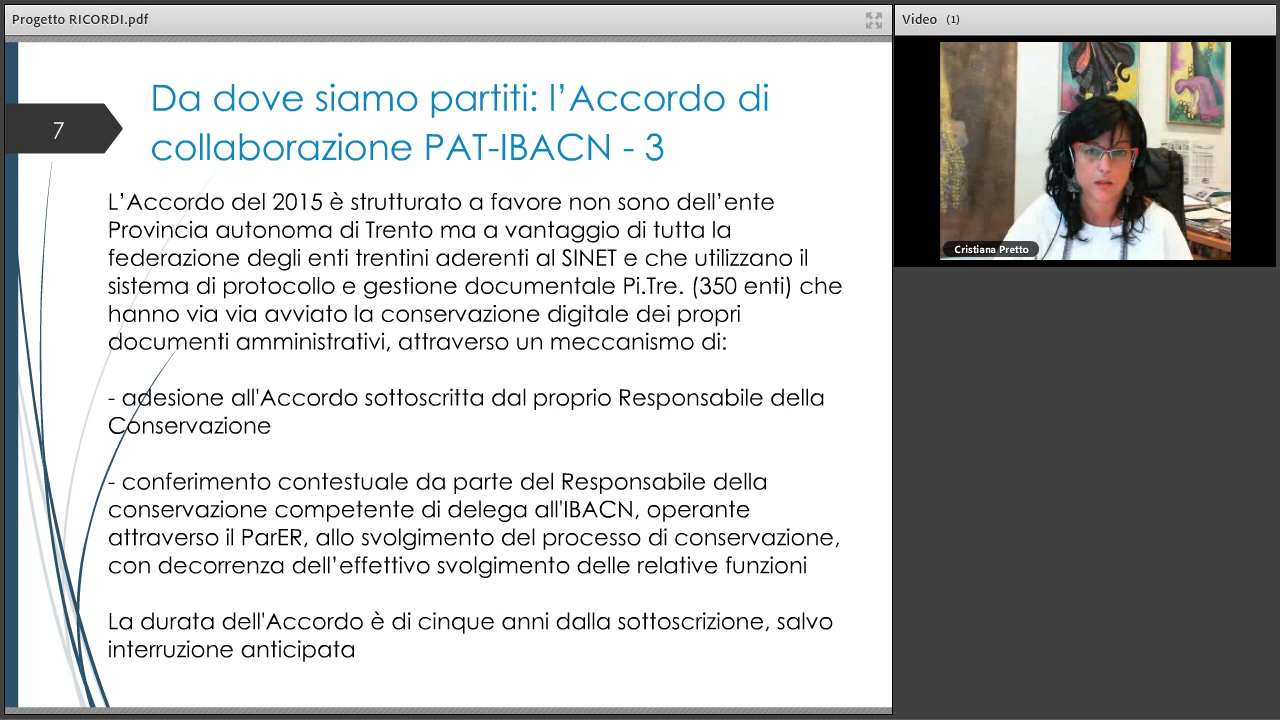 Progetto RICORDI.pdf
Video (1)
7
Da dove siamo partiti: l’Accordo di
collaborazione PAT-IBACN - 3
L’Accordo del 2015 è strutturato a favore non sono dell’ente
Provincia autonoma di Trento ma a vantaggio di tutta la
federazione degli enti trentini aderenti al SINET e che utilizzano il
sistema di protocollo e gestione documentale Pi.Tre. (350 enti) che
hanno via via avviato la conservazione digitale dei propri
documenti amministrativi, attraverso un meccanismo di:
- adesione all'Accordo sottoscritta dal proprio Responsabile della
Conservazione
- conferimento contestuale da parte del Responsabile della
conservazione competente di delega all'IBACN, operante
attraverso il ParER, allo svolgimento del processo di conservazione,
con decorrenza dell’effettivo svolgimento delle relative funzioni
La durata dell'Accordo è di cinque anni dalla sottoscrizione, salvo
interruzione anticipata
Cristiana Pretto